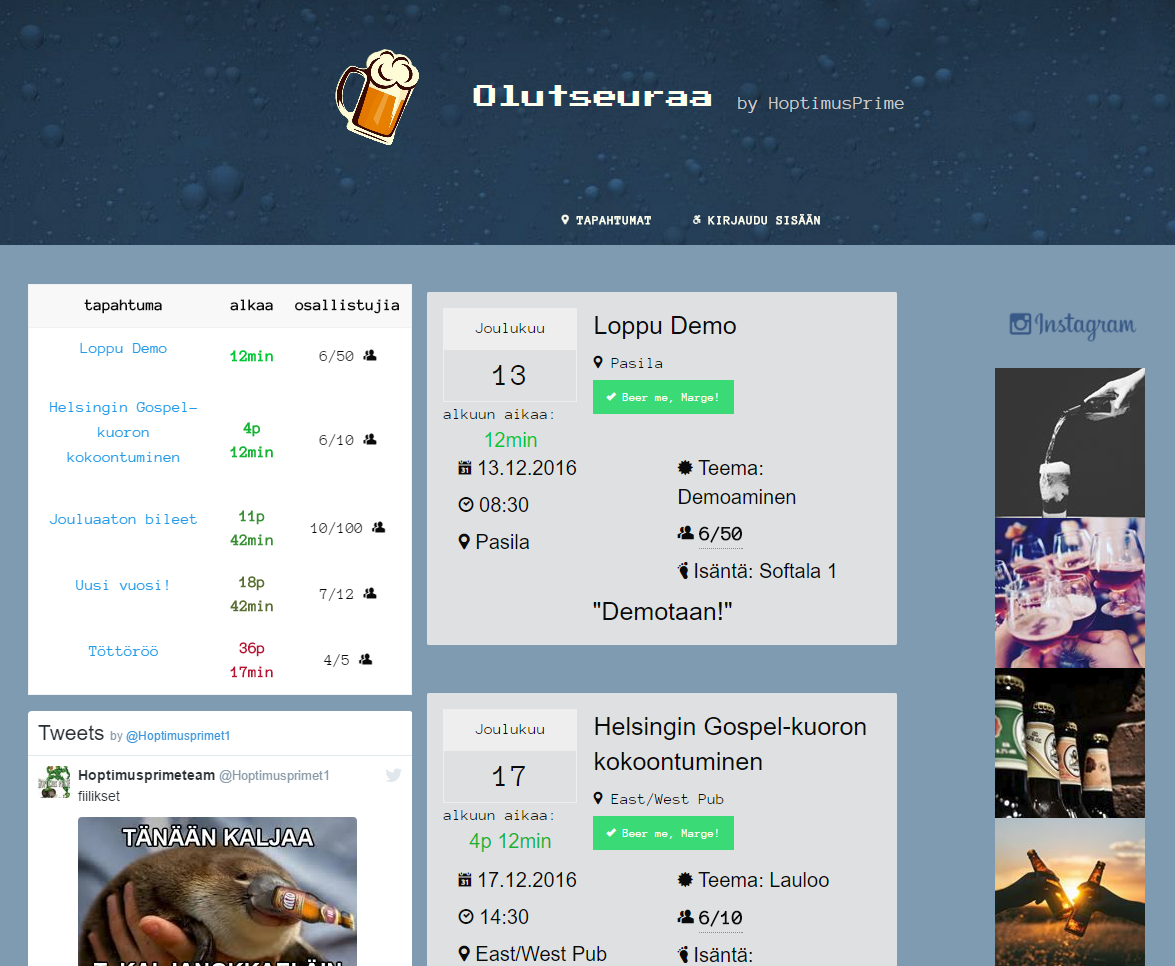 Olutseuraa by HoptimusPrime
TAPAHTUMAT KIRJAUDU SISÄÄN
tapahtuma alkaa osallistujia
Loppu Demo 12min 6/50
Helsingin Gospel-
kuoron
kokoontuminen
4p
12min
6/10
Jouluaaton bileet
11p
42min
10/100
Uusi vuosi!
18p
42min
7/12
Töttöröö
36p
17min
4/5
Tweets by @Hoptimusprimet1
Hoptimusprimeteam @Hoptimusprimet1
fiilikset
TÄNÄÄN KALJAA
Joulukuu
13
alkuun aikaa:
12min
Loppu Demo
Pasila
Beer me, Marge!
13.12.2016
08:30
Pasila
Teema:
Demoaminen
6/50
Isäntä: Softala 1
"Demotaan!"
Joulukuu
17
alkuun aikaa:
4p 12min
Helsingin Gospel-kuoron
kokoontuminen
East/West Pub
Beer me, Marge!
17.12.2016
14:30
East/West Pub
Teema: Lauloo
6/10
Isäntä:
Instagram